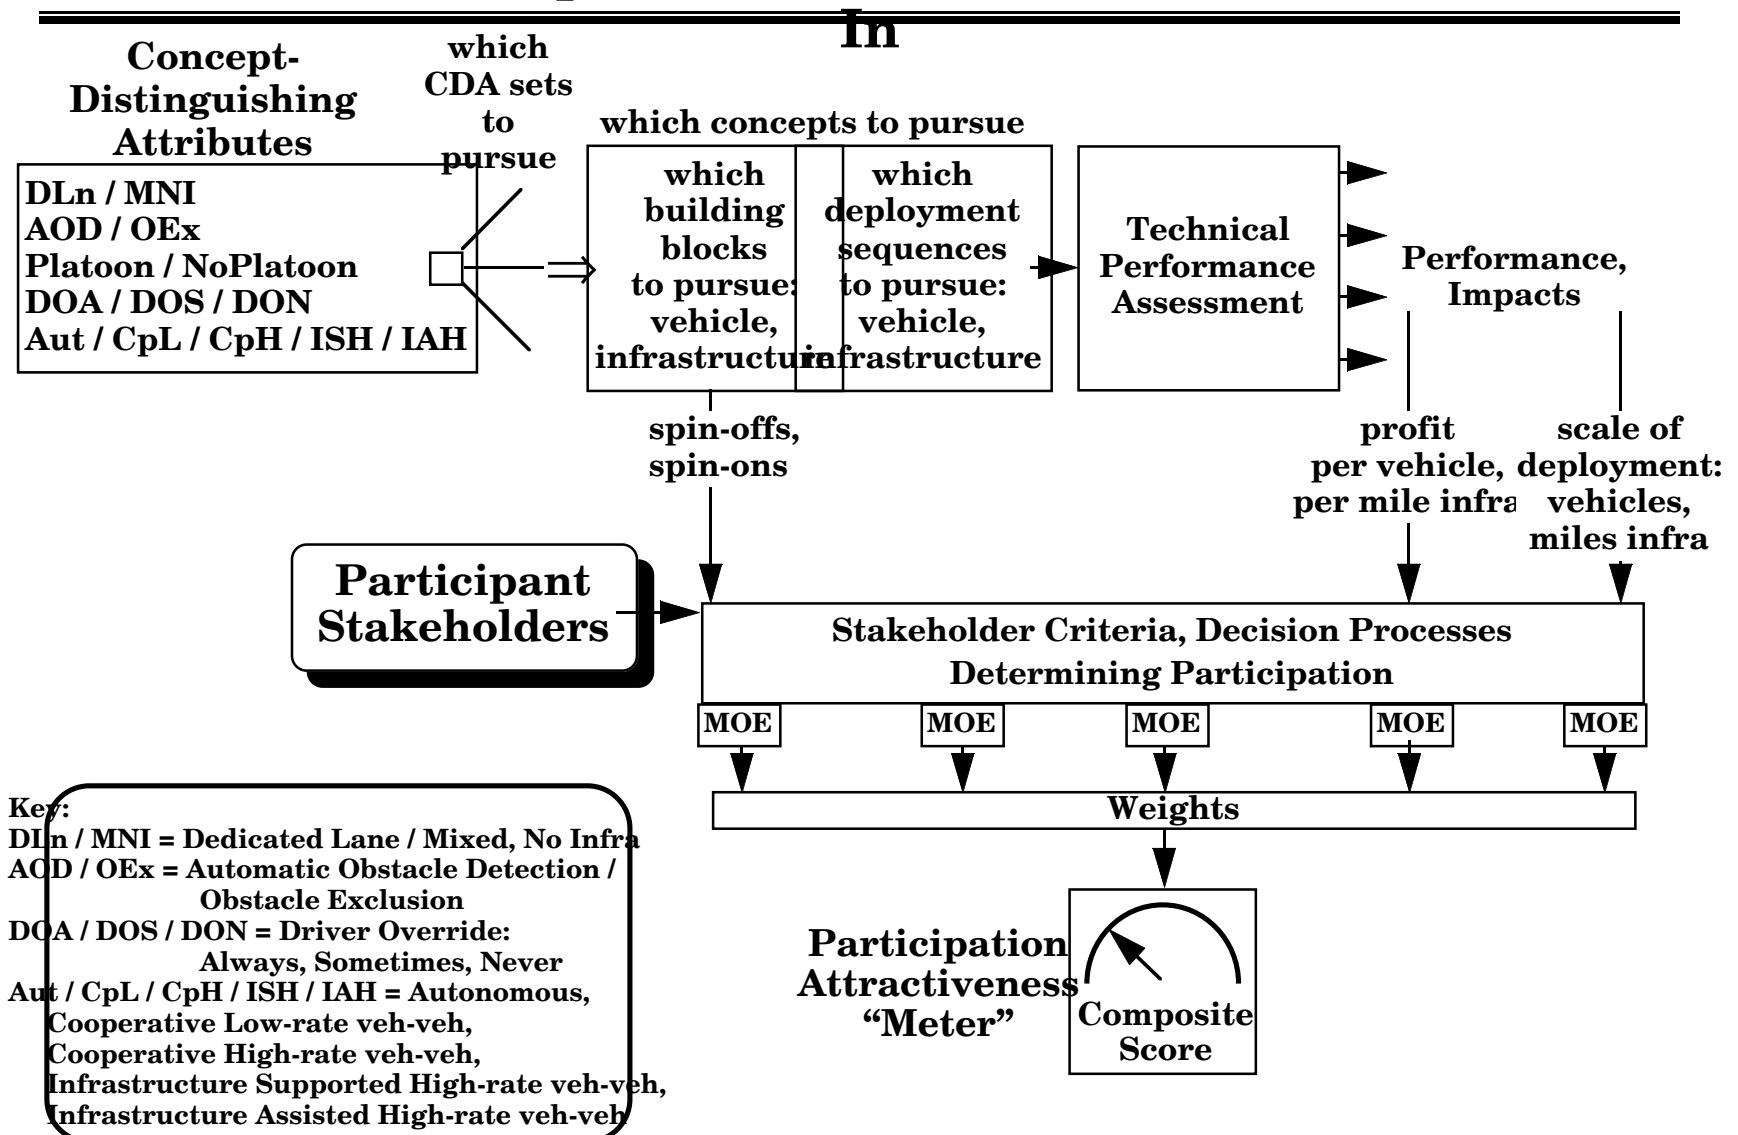 In
Concept-
Distinguishing
Attributes
which
CDA sets
to
pursue
DLn / MNI
AOD / OEx
Platoon / NoPlatoon
DOA / DOS / DON
Aut / CpL / CpH / ISH / IAH
which concepts to pursue
which
building
blocks
to pursue:
vehicle,
infrastructure
which
deployment
sequences
to pursue:
vehicle,
infrastructure
Technical
Performance
Assessment
Performance,
Impacts
spin-offs,
spin-ons
profit
per vehicle,
per mile infra
scale of
deployment:
vehicles,
miles infra
Participant
Stakeholders
Stakeholder Criteria, Decision Processes
Determining Participation
MOE MOE MOE MOE MOE
Weights
Participation
Attractiveness
“Meter”
Composite
Score
Key:
DLn / MNI = Dedicated Lane / Mixed, No Infra
AOD / OEx = Automatic Obstacle Detection /
Obstacle Exclusion
DOA / DOS / DON = Driver Override:
Always, Sometimes, Never
Aut / CpL / CpH / ISH / IAH = Autonomous,
Cooperative Low-rate veh-veh,
Cooperative High-rate veh-veh,
Infrastructure Supported High-rate veh-veh,
Infrastructure Assisted High-rate veh-veh